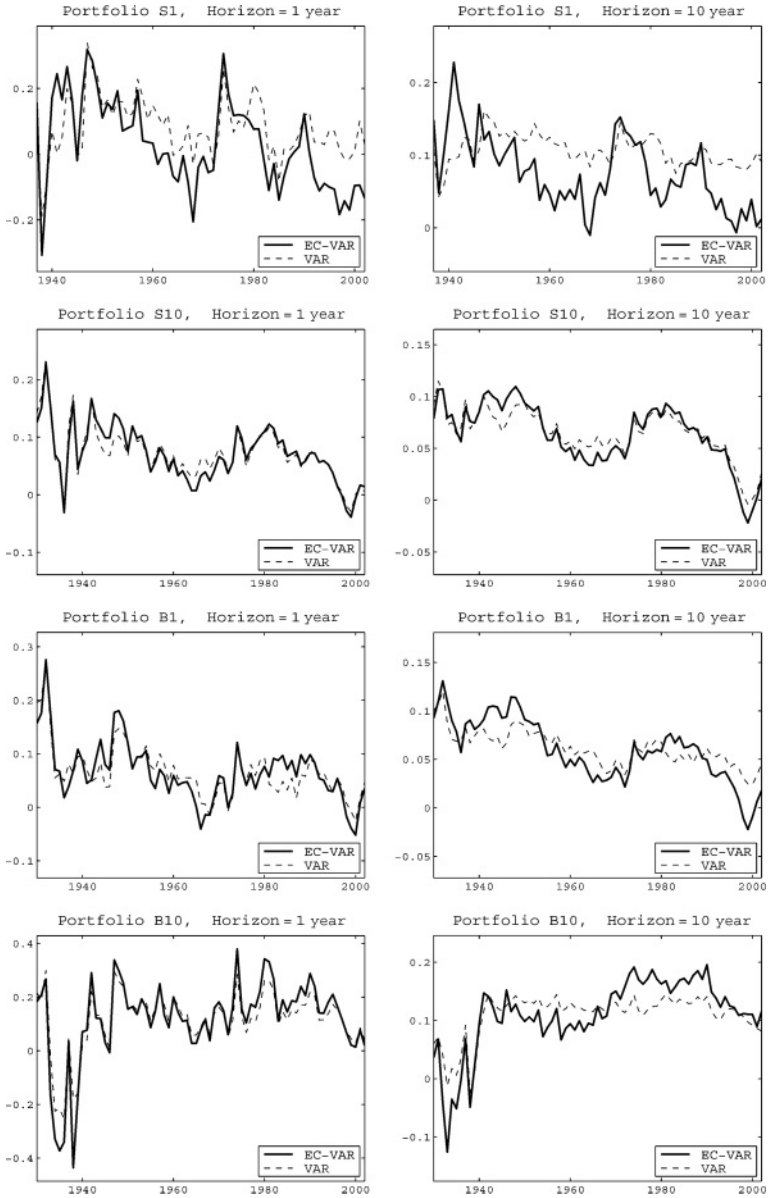 Portfolio S1, Horizon = 1 year
Portfolio S1, Horizon = 10 year
0.2
0
-0.2
EC-VAR
VAR
1940 1960 1980 2000
0.2
0.1
0
EC-VAR
VAR
1940 1960 1980 2000
Portfolio S10, Horizon = 1 year
Portfolio S10, Horizon = 10 year
0.2
0.1
0
-0.1
EC-VAR
VAR
1940 1960 1980 2000
0.15
0.1
0.05
0
-0.05
EC-VAR
VAR
1940 1960 1980 2000
Portfolio B1, Horizon = 1 year
Portfolio B1, Horizon = 10 year
0.3
0.2
0.1
0
-0.1
EC-VAR
VAR
1940 1960 1980 2000
0.15
0.1
0.05
0
-0.05
EC-VAR
VAR
1940 1960 1980 2000
Portfolio B10, Horizon = 1 year
Portfolio B10, Horizon = 10 year
0.4
0.2
0
-0.2
-0.4
EC-VAR
VAR
1940 1960 1980 2000
0.2
0.1
0
-0.1
EC-VAR
VAR
1940 1960 1980 2000